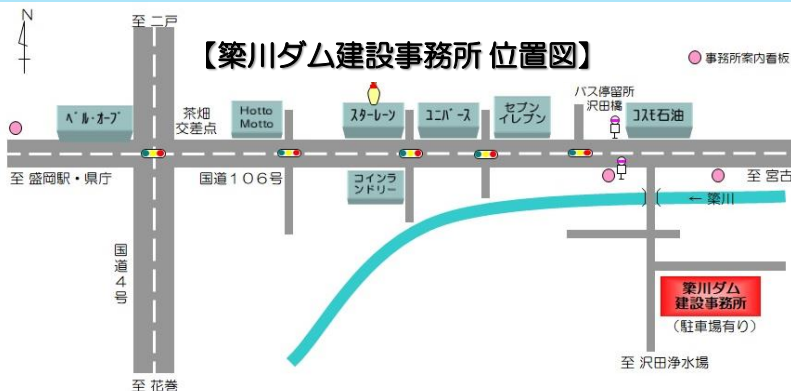 N
至 二戸
【簗川ダム建設事務所 位置図】
事務所案内看板
ベル・オーブ
茶畑
交差点
Hotto
Motto
スターレーン
ユニバース
セブン
イレブン
バス停留所
沢田橋
コスモ石油
至 盛岡駅・県庁
国道106号
コインラ
ンドリー
至 宮古
← 簗川
国道4号
簗川ダム
建設事務所
(駐車場有り)
至 沢田浄水場
至 花巻